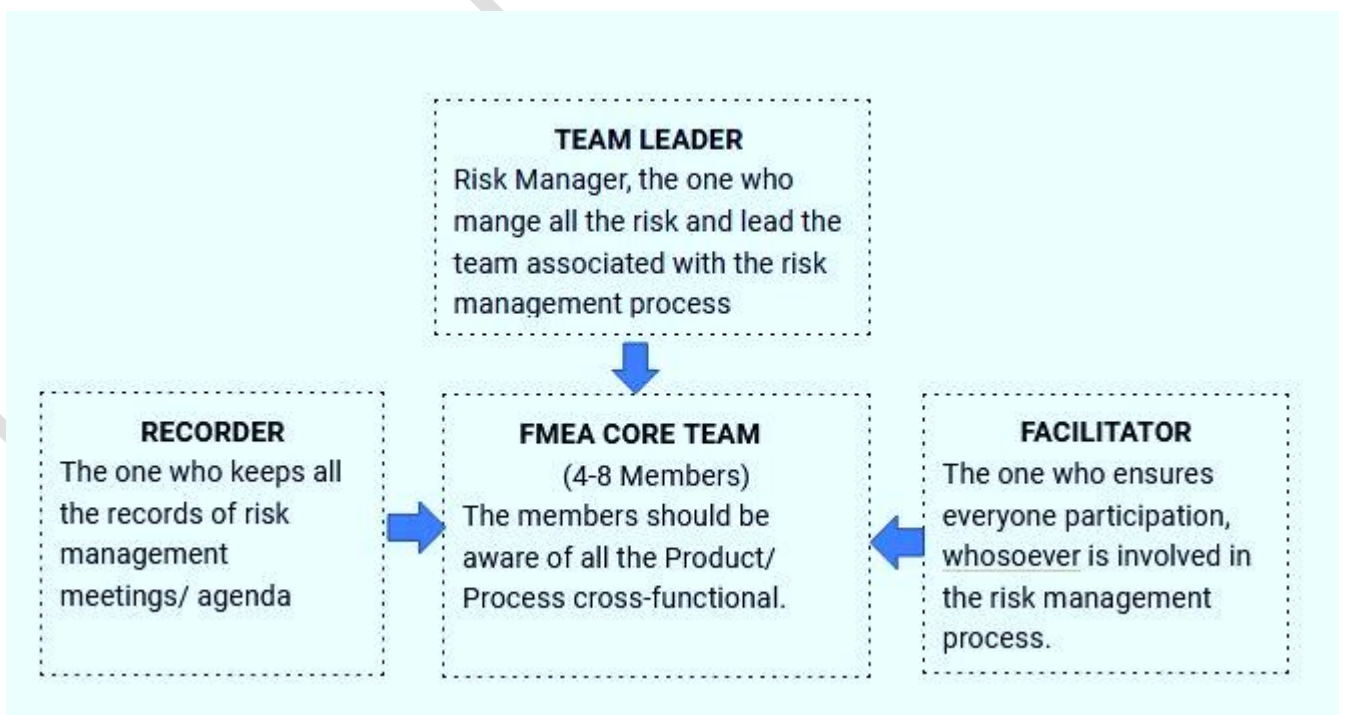 TEAM LEADER
Risk Manager, the one who
mange all the risk and lead the
team associated with the risk
management process
RECORDER
The one who keeps all
the records of risk
management
meetings/ agenda
FMEA CORE TEAM
(4-8 Members)
The members should be
aware of all the Product/
Process cross-functional.
FACILITATOR
The one who ensures
everyone participation,
whosoever is involved in
the risk management
process.